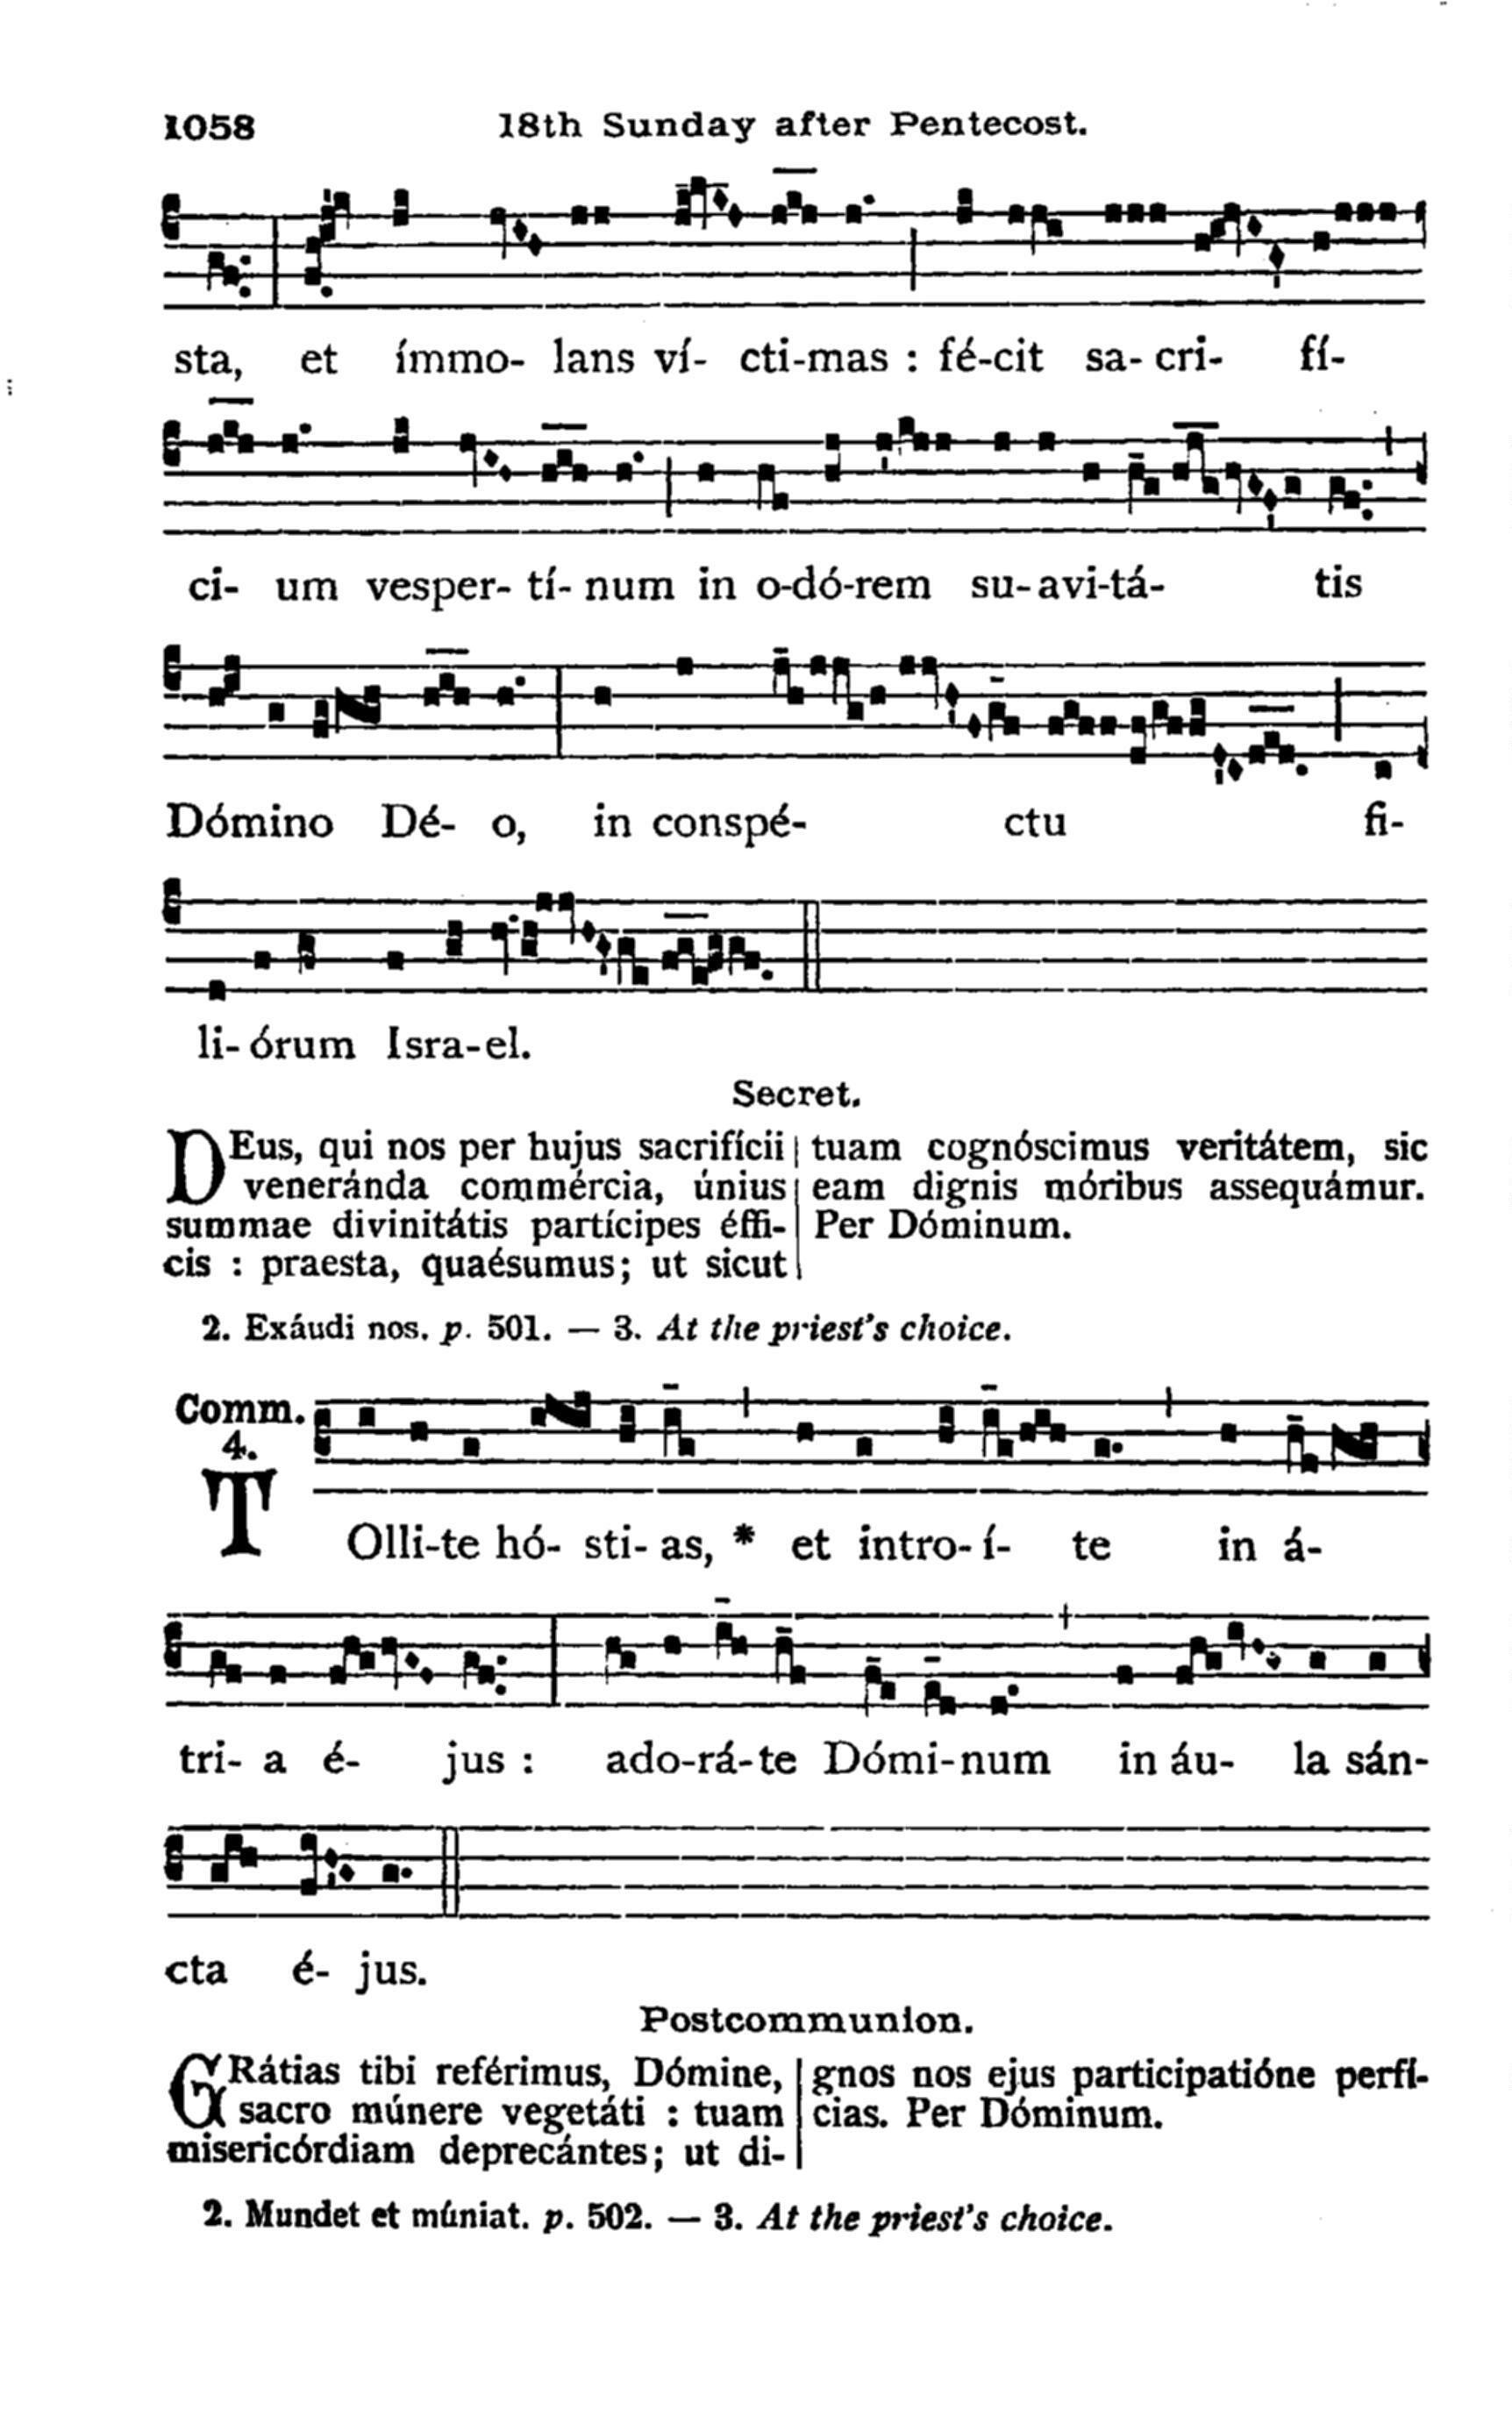 1058 18th Sunday after Pentecost.
sta, et ímmo- lans ví- cti-mas : fé-cit sa- cri- fí-
ci- um vesper- tí- num in o-dó-rem su- avi-tá- tis
Dómino Dé- o, in conspé- ctu fi-
li- órum Isra-el.
Secret.
DEus, qui nos per hujus sacrifícii
veneránda commércia, únius
summae divinitátis partícipes éffi-
cis : praesta, quaésumus; ut sicut
tuam cognóscimus veritátem, sic
eam dignis móribus assequámur.
Per Dóminum.
2. Exáudi nos. p. 501. — 3. At the priest's choice.
Comm.
4.
TOlli-te hó- sti- as, * et intro- í- te in á-
tri- a é- jus : ado-rá-te Dómi-num in áu- la sán-
cta é- jus.
Postcommunion.
GRátias tibi reférimus, Dómine,
sacro múnere vegetáti : tuam
misericórdiam deprecántes; ut di-
gnos nos ejus participatióne perfí-
cias. Per Dóminum.
2. Mundet et múniat. p. 502. — 3. At the priest's choice.